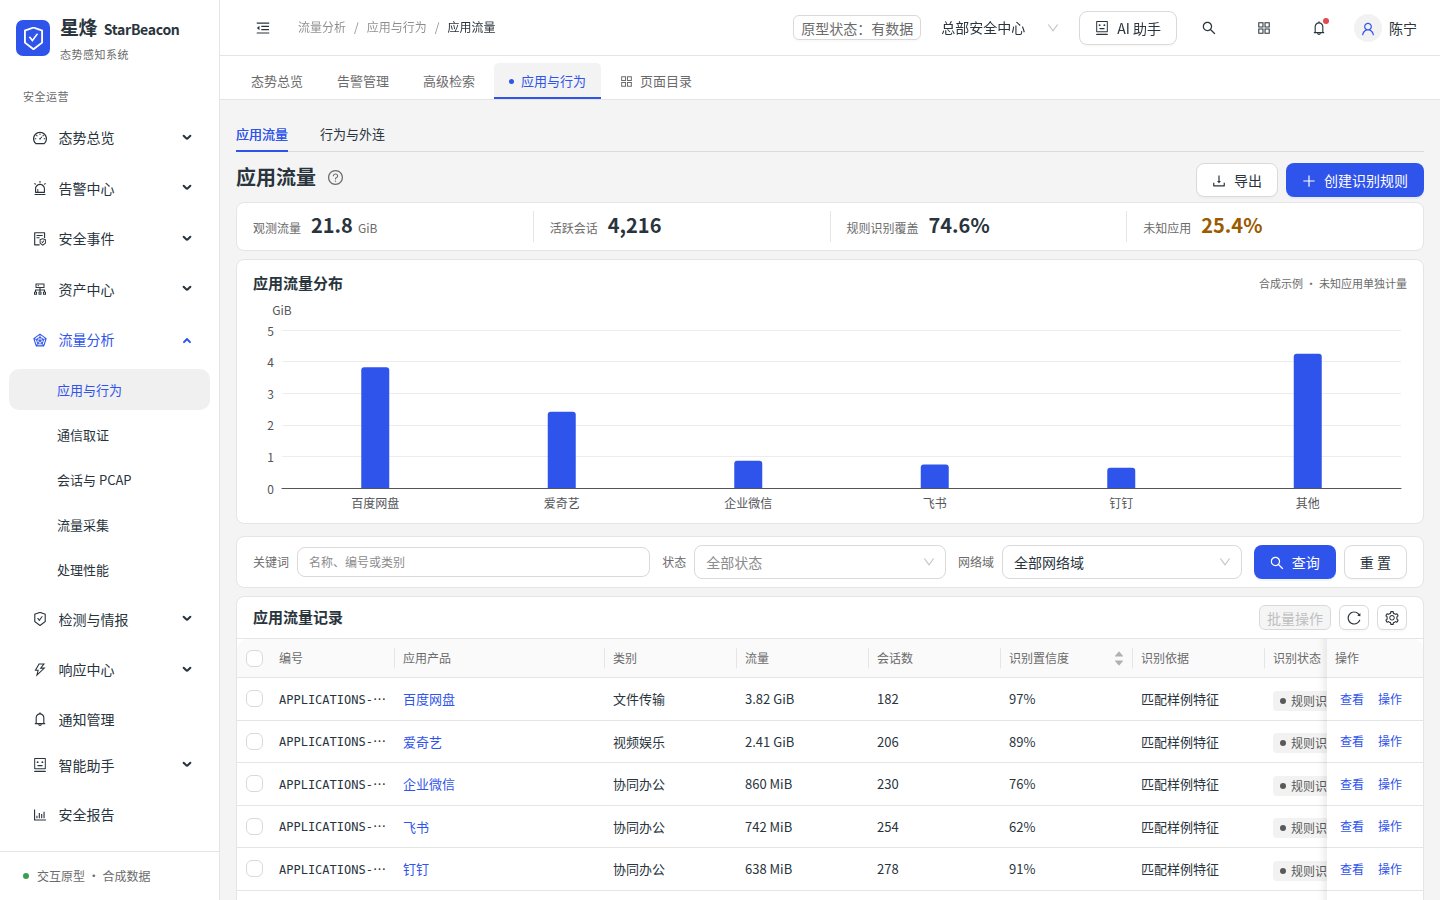 星烽 StarBeacon
态势感知系统
安全运营
态势总览
告警中心
安全事件
资产中心
流量分析
应用与行为
通信取证
会话与 PCAP
流量采集
处理性能
检测与情报
响应中心
通知管理
智能助手
安全报告
交互原型 · 合成数据
流量分析 / 应用与行为 / 应用流量
原型状态：有数据
总部安全中心
AI 助手
陈宁
态势总览
告警管理
高级检索
应用与行为
页面目录
应用流量
行为与外连
应用流量
导出
创建识别规则
观测流量 21.8 GiB
活跃会话 4,216
规则识别覆盖 74.6%
未知应用 25.4%
应用流量分布
合成示例 · 未知应用单独计量
GiB
5
4
3
2
1
0
百度网盘 爱奇艺 企业微信 飞书 钉钉 其他
关键词 名称、编号或类别 状态 全部状态 网络域 全部网络域 查询 重 置
应用流量记录
批量操作
编号 应用产品 类别 流量 会话数 识别置信度 识别依据 识别状态 操作
APPLICATIONS-··· 百度网盘 文件传输 3.82 GiB 182 97% 匹配样例特征 规则识 查看 操作
APPLICATIONS-··· 爱奇艺 视频娱乐 2.41 GiB 206 89% 匹配样例特征 规则识 查看 操作
APPLICATIONS-··· 企业微信 协同办公 860 MiB 230 76% 匹配样例特征 规则识 查看 操作
APPLICATIONS-··· 飞书 协同办公 742 MiB 254 62% 匹配样例特征 规则识 查看 操作
APPLICATIONS-··· 钉钉 协同办公 638 MiB 278 91% 匹配样例特征 规则识 查看 操作